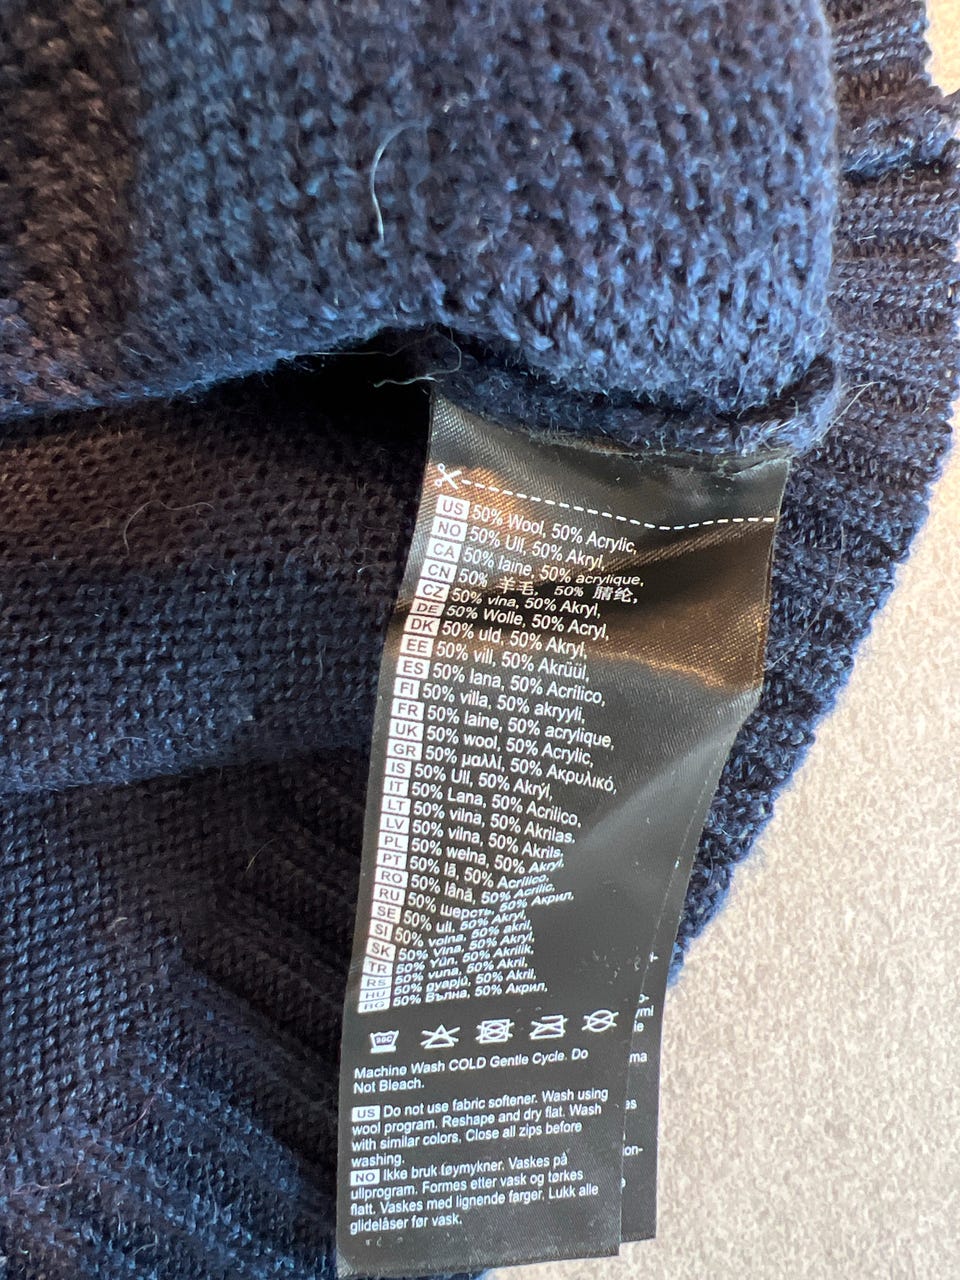 US 50% Wool, 50% Acrylic,
NO 50% Ull, 50% Akryl,
CA 50% laine, 50% acrylique,
CN 50% 羊毛, 50% 腈纶,
CZ 50% vlna, 50% Akryl,
DE 50% Wolle, 50% Acryl,
DK 50% uld, 50% Akryl,
EE 50% vill, 50% Akrüül,
ES 50% lana, 50% Acrílico,
FI 50% villa, 50% akryyli,
FR 50% laine, 50% acrylique,
UK 50% wool, 50% Acrylic,
GR 50% μαλλί, 50% Ακρυλικό,
IS 50% Ull, 50% Akrýl,
IT 50% Lana, 50% Acrilico,
LT 50% vilna, 50% Akrilas,
LV 50% vilna, 50% Akrils,
PL 50% wełna, 50% Akryl,
PT 50% lã, 50% Acrílico,
RO 50% lână, 50% Acrilic,
RU 50% шерсть, 50% Акрил,
SE 50% ull, 50% Akryl,
SI 50% volna, 50% akril,
SK 50% Vlna, 50% Akryl,
TR 50% Yün, 50% Akrilik,
RS 50% vuna, 50% Akril,
HU 50% gyapjú, 50% Akril,
BG 50% Вълна, 50% Акрил,
30C
Machine Wash COLD Gentle Cycle. Do
Not Bleach.
US Do not use fabric softener. Wash using
wool program. Reshape and dry flat. Wash
with similar colors. Close all zips before
washing.
NO Ikke bruk tøymykner. Vaskes på
ullprogram. Formes etter vask og tørkes
flatt. Vaskes med lignende farger. Lukk alle
glidelåser før vask.